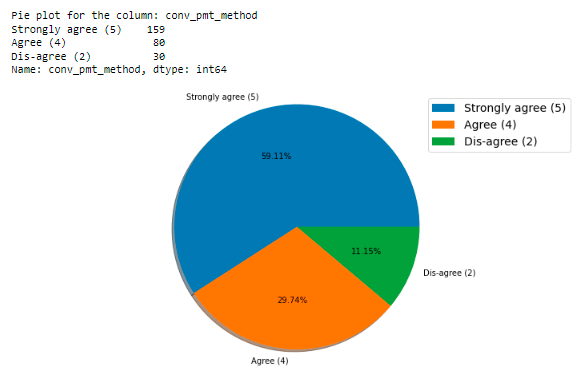 Pie plot for the column: conv_pmt_method
Strongly agree (5)    159
Agree (4)              80
Dis-agree (2)          30
Name: conv_pmt_method, dtype: int64
Strongly agree (5)
Strongly agree (5)
Agree (4)
Dis-agree (2)
59.11%
11.15%
Dis-agree (2)
29.74%
Agree (4)